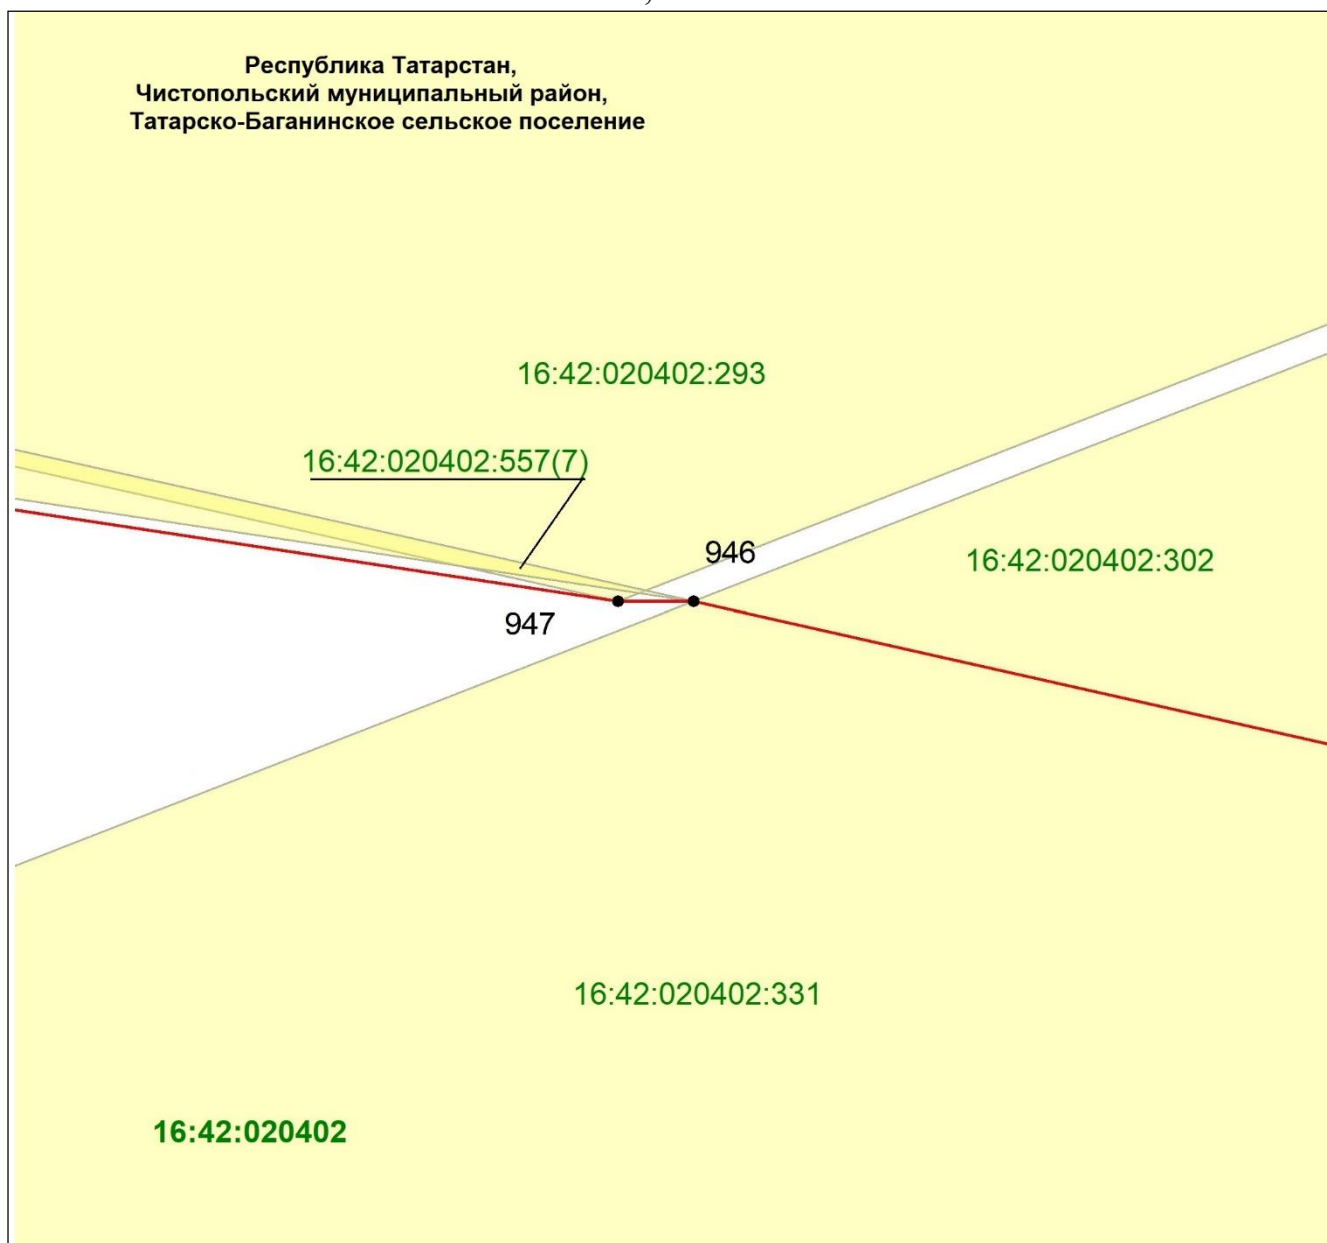 Республика Татарстан,
Чистопольский муниципальный район,
Татарско-Баганинское сельское поселение
16:42:020402:293
16:42:020402:557(7)
946
16:42:020402:302
947
16:42:020402:331
16:42:020402